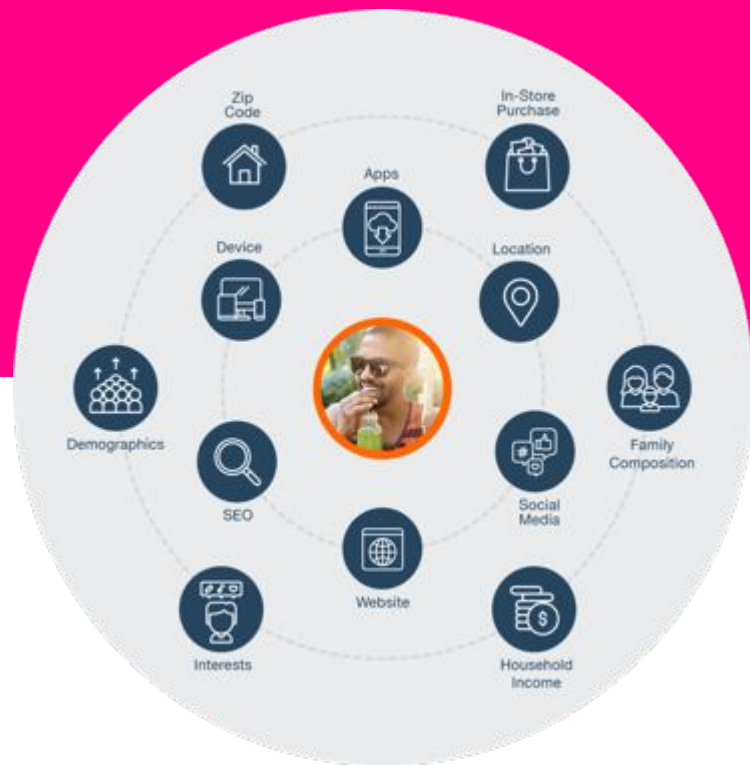 Zip
Code
In-Store
Purchase
Apps
Device
Location
Demographics
Family
Composition
SEO
Social
Media
Website
Interests
Household
Income
$
#